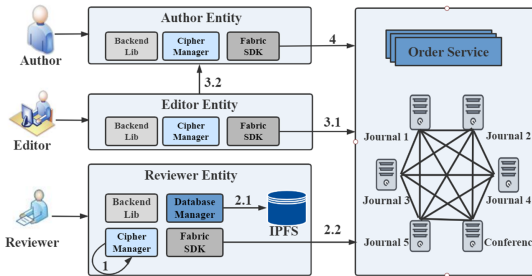 Author Entity
Backend
Lib
Cipher
Manager
Fabric
SDK
Author
4
3.2
Editor Entity
Backend
Lib
Cipher
Manager
Fabric
SDK
Editor
3.1
Reviewer Entity
Backend
Lib
Database
Manager
2.1
IPFS
Cipher
Manager
Fabric
SDK
1
2.2
Reviewer
Order Service
Journal 1
Journal 2
Journal 3
Journal 4
Journal 5
Conference